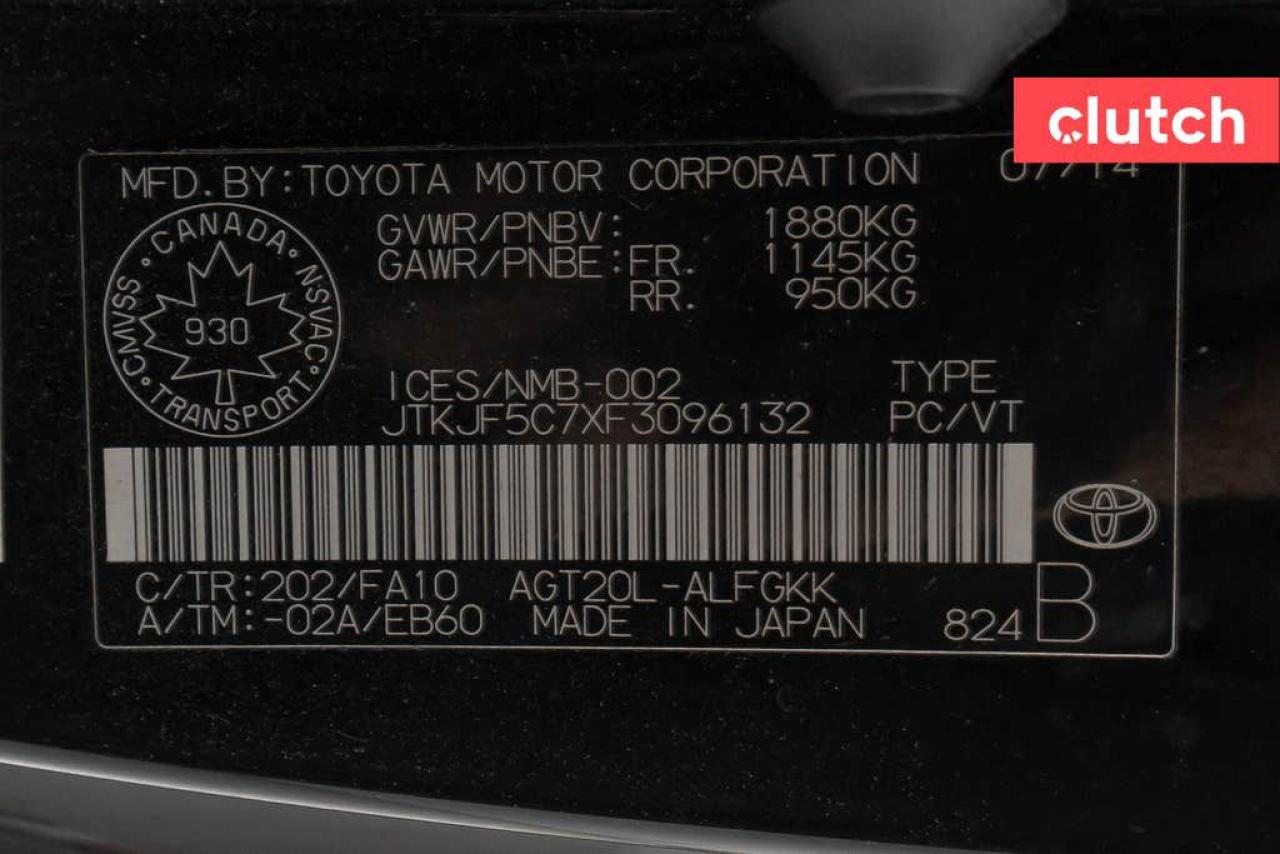 clutch
MFD.BY:TOYOTA MOTOR CORPORATION 07/14
GVWR/PNBV: 1880KG
GAWR/PNBE:FR. 1145KG
RR. 950KG
CMVSS · CANADA · NSVAC · TRANSPORT ·
930
ICES/NMB-002 TYPE
JTKJF5C7XF3096132 PC/VT
C/TR:202/FA10 AGT20L-ALFGKK
A/TM:-02A/EB60 MADE IN JAPAN 824 B